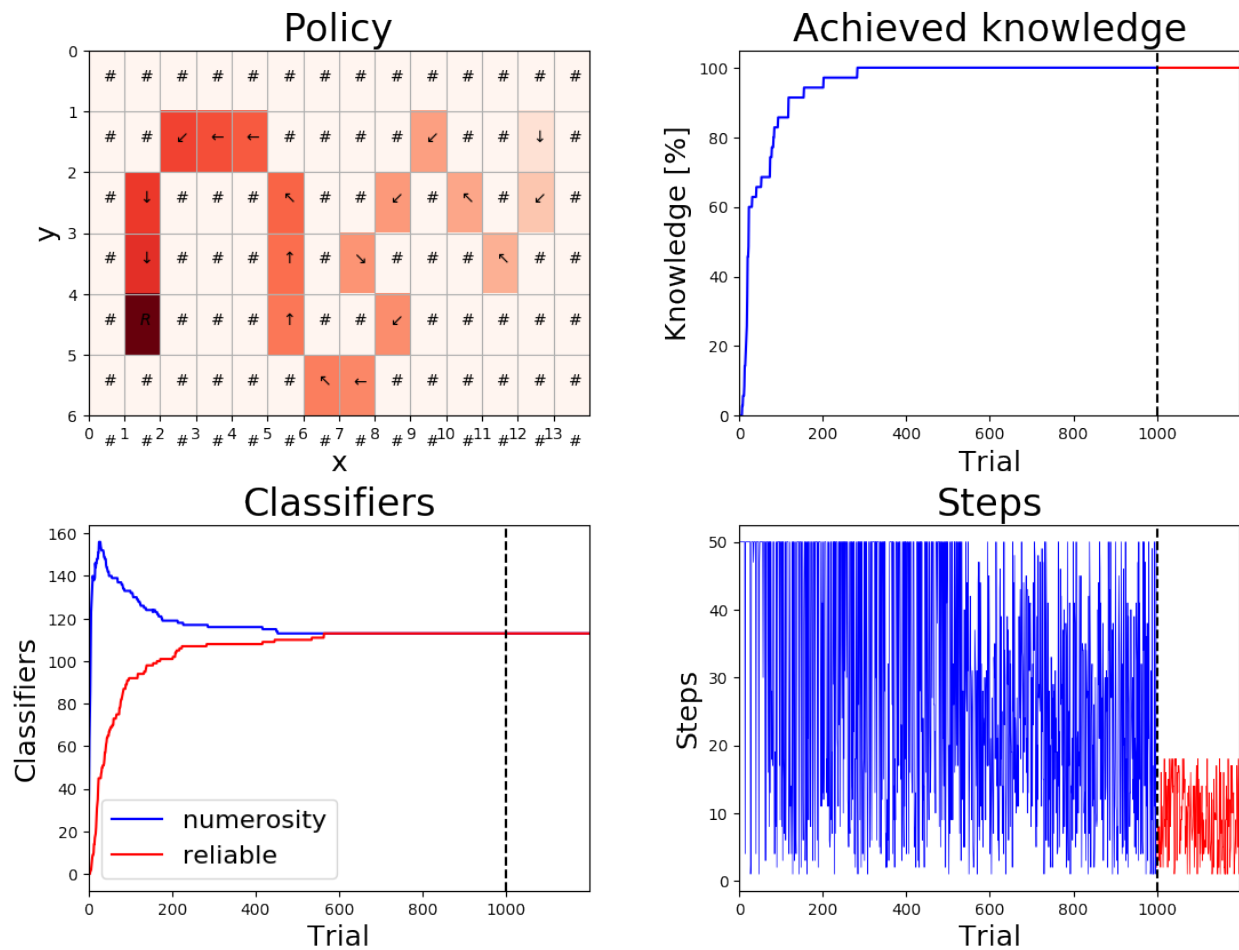 Policy
0 # # # # # # # # # # # # # #
1 # # ↙ ← ← # # # # ↙ # # ↓ #
2 # ↓ # # # ↖ # # ↙ # ↖ # ↙ #
3 # ↓ # # # ↑ # ↘ # # # ↖ # #
4 # R # # # ↑ # # ↙ # # # # #
5 # # # # # # ↖ ← # # # # # #
6
0 1 2 3 4 5 6 7 8 9 10 11 12 13
# # # # # # # # # # # # # #
x
y
Achieved knowledge
100
80
60
40
20
0
0 200 400 600 800 1000
Trial
Knowledge [%]
Classifiers
160
140
120
100
80
60
40
20
0
numerosity
reliable
0 200 400 600 800 1000
Trial
Classifiers
Steps
50
40
30
20
10
0
0 200 400 600 800 1000
Trial
Steps